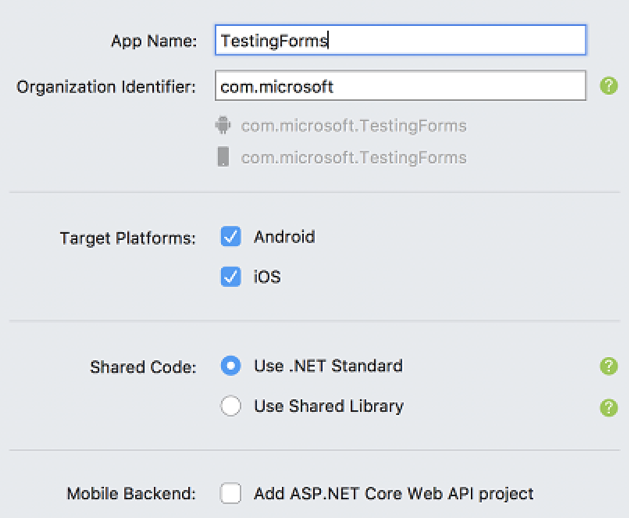 App Name: TestingForms
Organization Identifier: com.microsoft ?
com.microsoft.TestingForms
com.microsoft.TestingForms
Target Platforms: Android
iOS
Shared Code: Use .NET Standard ?
Use Shared Library ?
Mobile Backend: Add ASP.NET Core Web API project